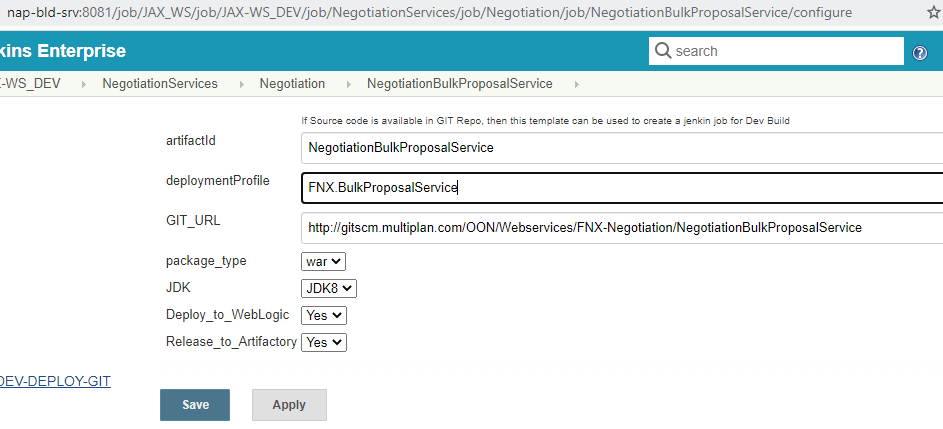 nap-bld-srv:8081/job/JAX_WS/job/JAX-WS_DEV/job/NegotiationServices/job/Negotiation/job/NegotiationBulkProposalService/configure
kins Enterprise
search
?
-WS_DEV NegotiationServices Negotiation NegotiationBulkProposalService
If Source code is available in GIT Repo, then this template can be used to create a jenkin job for Dev Build
artifactId NegotiationBulkProposalService
deploymentProfile FNX.BulkProposalService
GIT_URL http://gitscm.multiplan.com/OON/Webservices/FNX-Negotiation/NegotiationBulkProposalService
package_type war
JDK JDK8
Deploy_to_WebLogic Yes
Release_to_Artifactory Yes
DEV-DEPLOY-GIT
Save Apply